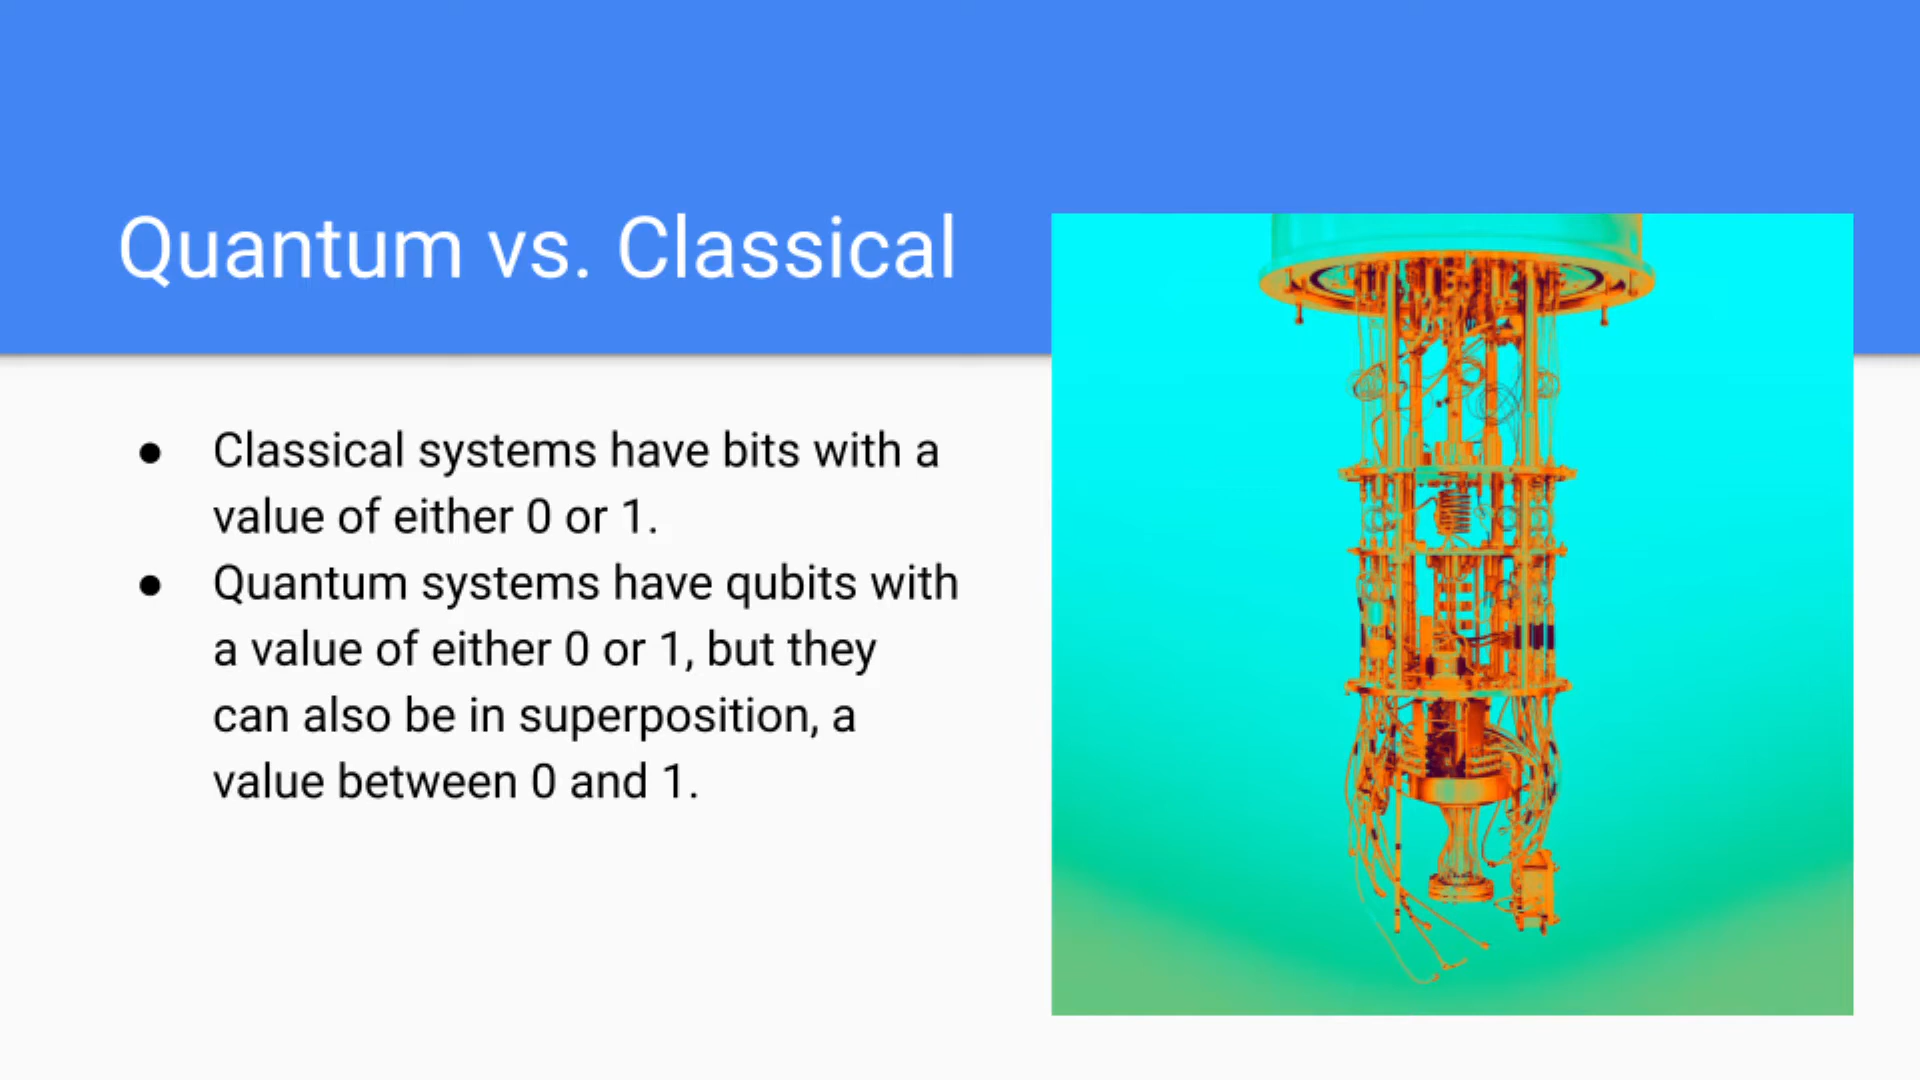 Quantum vs. Classical
● Classical systems have bits with a
value of either 0 or 1.
● Quantum systems have qubits with
a value of either 0 or 1, but they
can also be in superposition, a
value between 0 and 1.